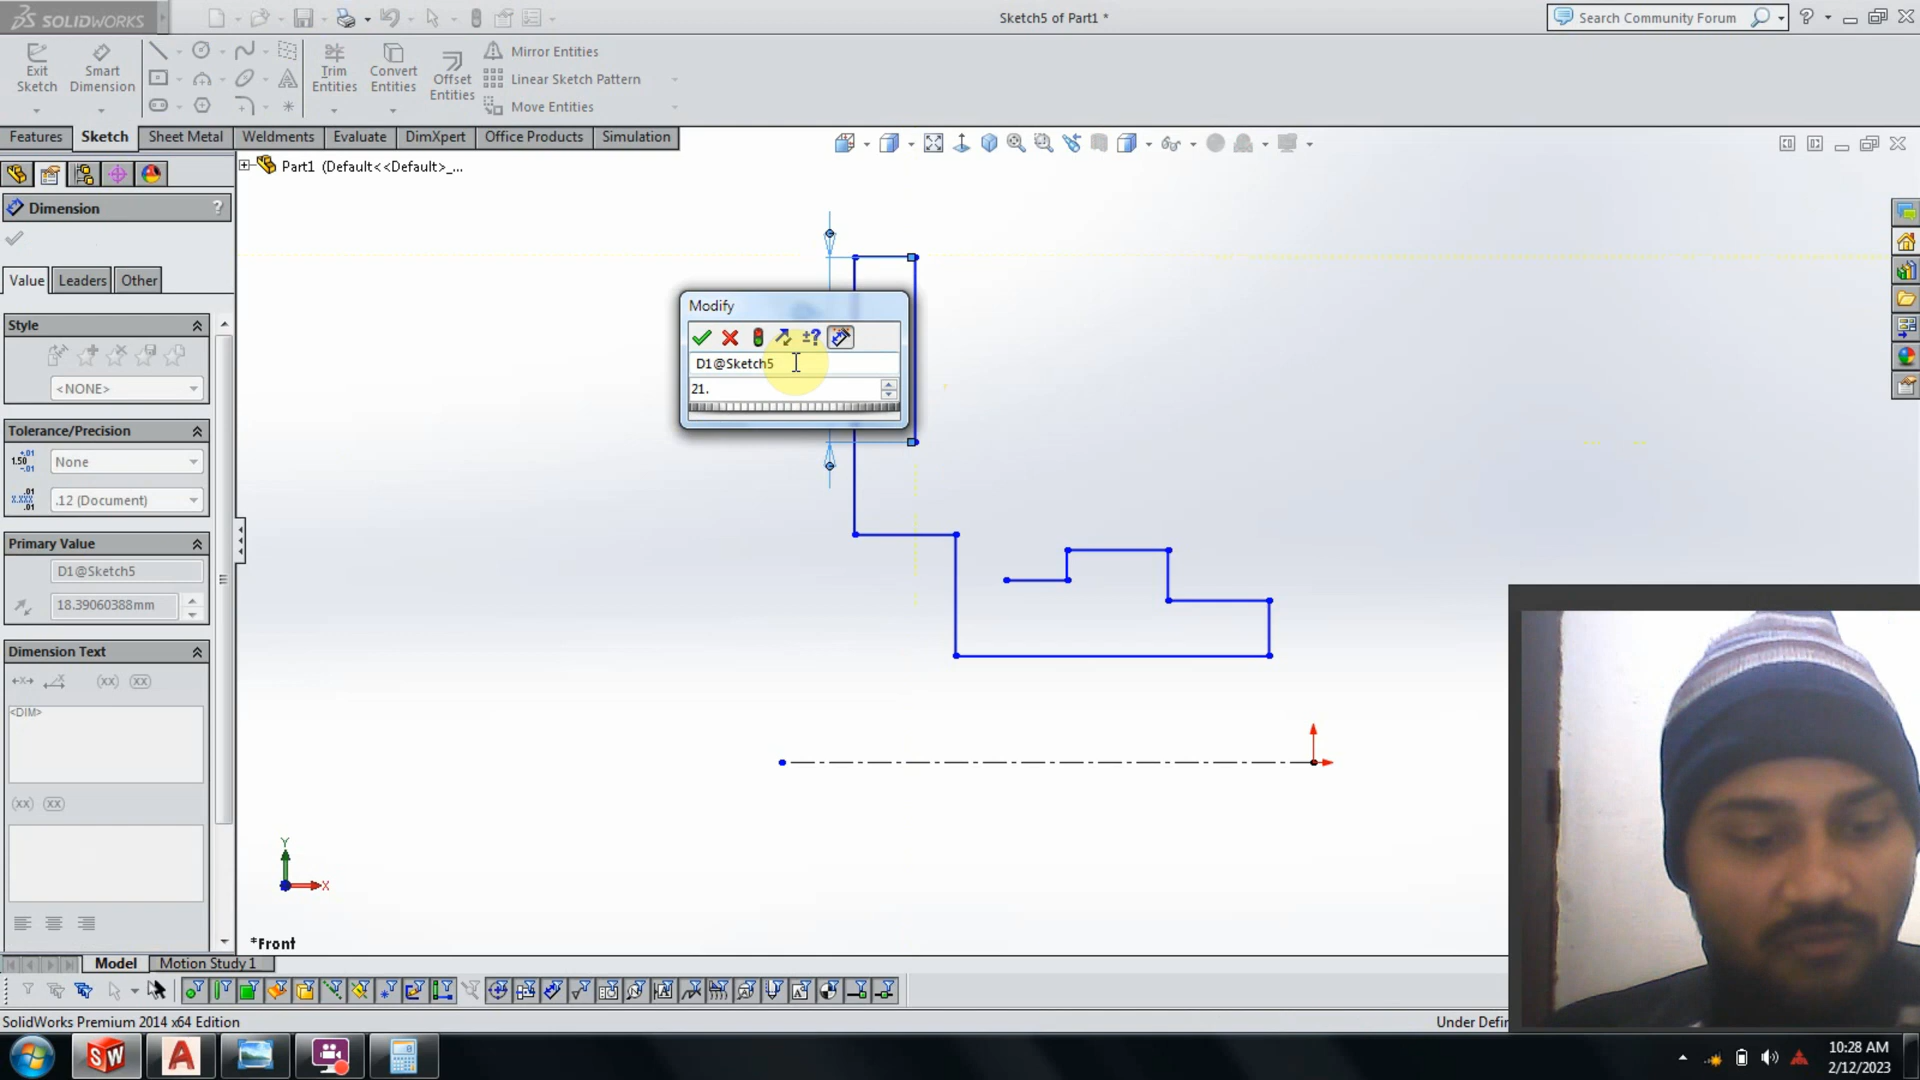 SOLIDWORKS
Sketch5 of Part1 *
Search Community Forum
Exit Sketch
Smart Dimension
Trim Entities
Convert Entities
Offset Entities
Mirror Entities
Linear Sketch Pattern
Move Entities
Features Sketch Sheet Metal Weldments Evaluate DimXpert Office Products Simulation
Part1 (Default<<Default>_...
Dimension ?
Value Leaders Other
Style
<NONE>
Tolerance/Precision
None
.12 (Document)
Primary Value
D1@Sketch5
18.39060388mm
Dimension Text
<DIM>
(xx) (xx)
Modify
D1@Sketch5
21.
Y
X
*Front
Model Motion Study 1
SolidWorks Premium 2014 x64 Edition
Under Defin
10:28 AM
2/12/2023